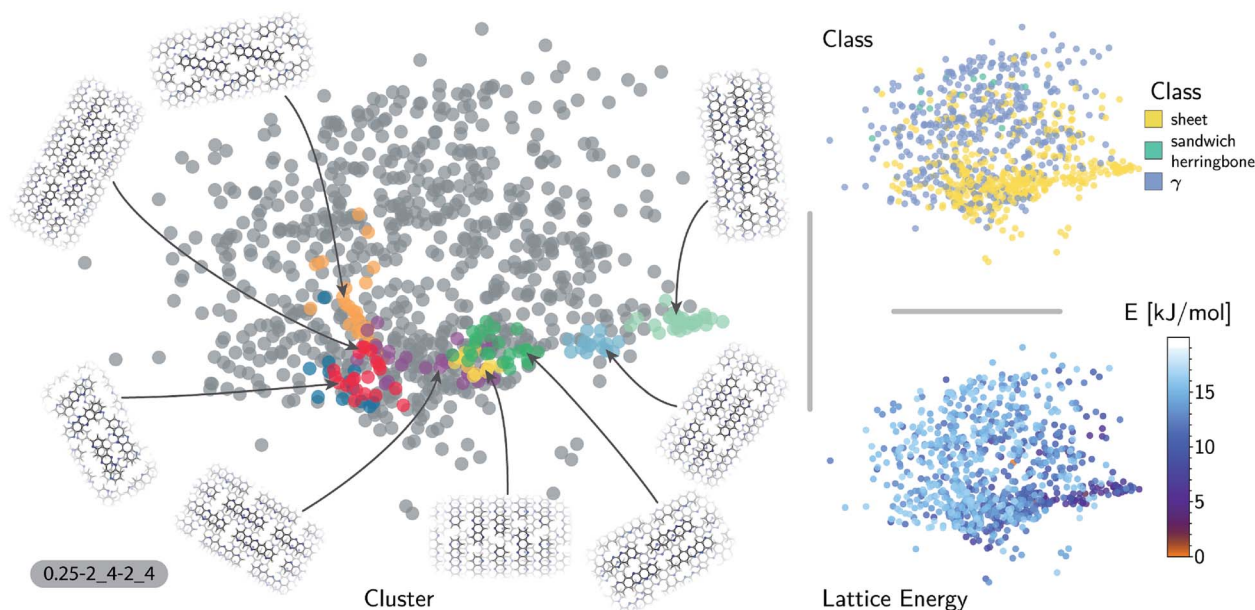 Class
Class
sheet
sandwich
herringbone
γ
E [kJ/mol]
15
10
5
0
0.25-2_4-2_4
Cluster
Lattice Energy